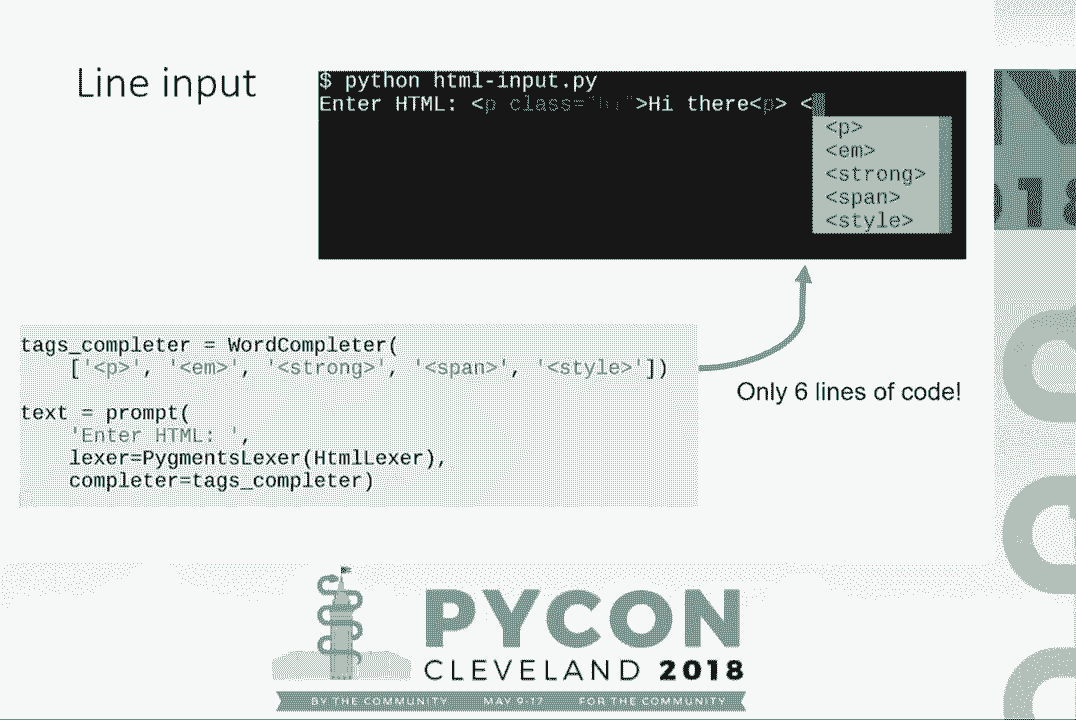 Line input
$ python html-input.py
Enter HTML: <p class="hi">Hi there<p> <
<p>
<em>
<strong>
<span>
<style>
tags_completer = WordCompleter(
    ['<p>', '<em>', '<strong>', '<span>', '<style>'])
text = prompt(
    'Enter HTML: ',
    lexer=PygmentsLexer(HtmlLexer),
    completer=tags_completer)
Only 6 lines of code!
PYCON
CLEVELAND 2018
BY THE COMMUNITY MAY 9-17 FOR THE COMMUNITY